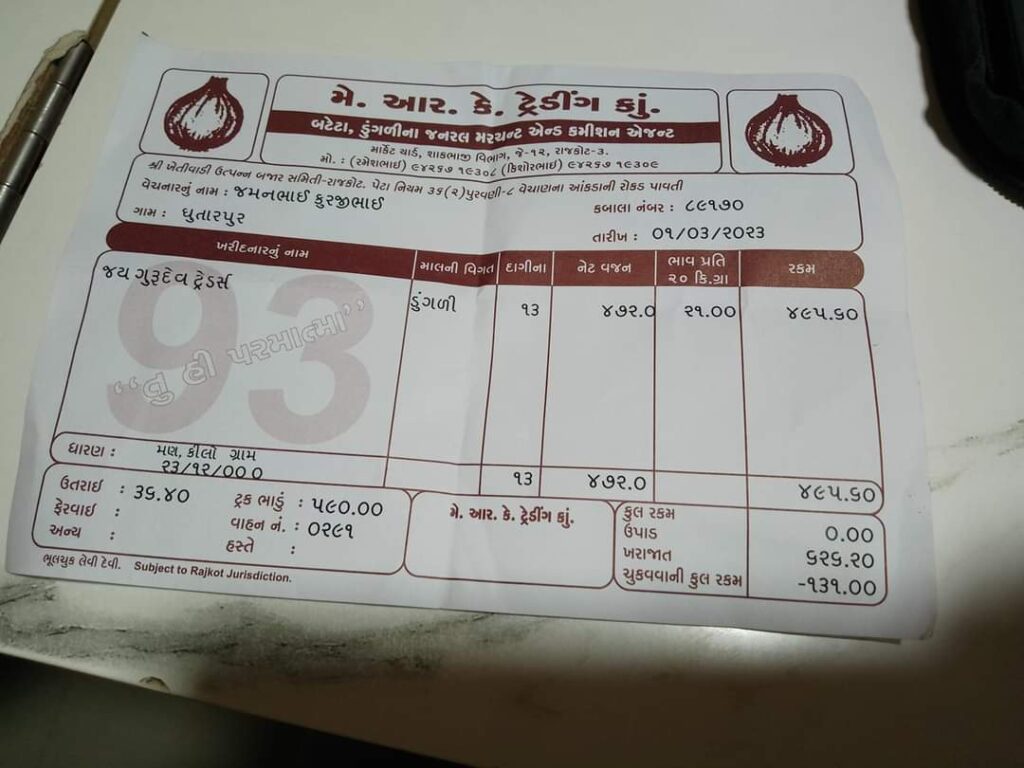 મે. આર. કે. ટ્રેડીંગ કાું.
બટેટા, ડુંગળીના જનરલ મરચન્ટ એન્ડ કમીશન એજન્ટ
માર્કેટ યાર્ડ, શાકભાજી વિભાગ, જે-૧૨, રાજકોટ-૩.
મો. : (રમેશભાઈ) ૯૪૨૬૭ ૧૯૩૦૮ (કિશોરભાઈ) ૯૪૨૬૭ ૧૯૩૦૯
શ્રી ખેતીવાડી ઉત્પન્ન બજાર સમિતી-રાજકોટ. પેટા નિયમ ૩૬(૨)પુરવણી-૮ વેચાણના આંકડાની રોકડ પાવતી
વેચનારનું નામ : જમનભાઈ કુરજીભાઈ કબાલા નંબર : ૮૯૧૭૦
ગામ : ધુતારપુર તારીખ : ૦૧/૦૩/૨૦૨૩
ખરીદનારનું નામ માલની વિગત દાગીના નેટ વજન ભાવ પ્રતિ ૨૦ કિ.ગ્રા રકમ
જય ગુરૂદેવ ટ્રેડર્સ ડુંગળી ૧૩ ૪૭૨.૦ ૨૧.૦૦ ૪૯૫.૬૦
93
“તુ હી પરમાત્મા”
ધારણ : મણ, કીલો ગ્રામ
૨૩/૧૨/૦૦૦ ૧૩ ૪૭૨.૦ ૪૯૫.૬૦
ઉતરાઈ : ૩૬.૪૦ ટ્રક ભાડું : ૫૯૦.૦૦ મે. આર. કે. ટ્રેડીંગ કાું. કુલ રકમ
ફેરવાઈ : વાહન નં. : ૦૨૯૧ ઉપાડ ૦.૦૦
અન્ય : હસ્તે : ખરાજાત ૬૨૬.૨૦
ચુકવવાની કુલ રકમ -૧૩૧.૦૦
ભૂલચુક લેવી દેવી. Subject to Rajkot Jurisdiction.